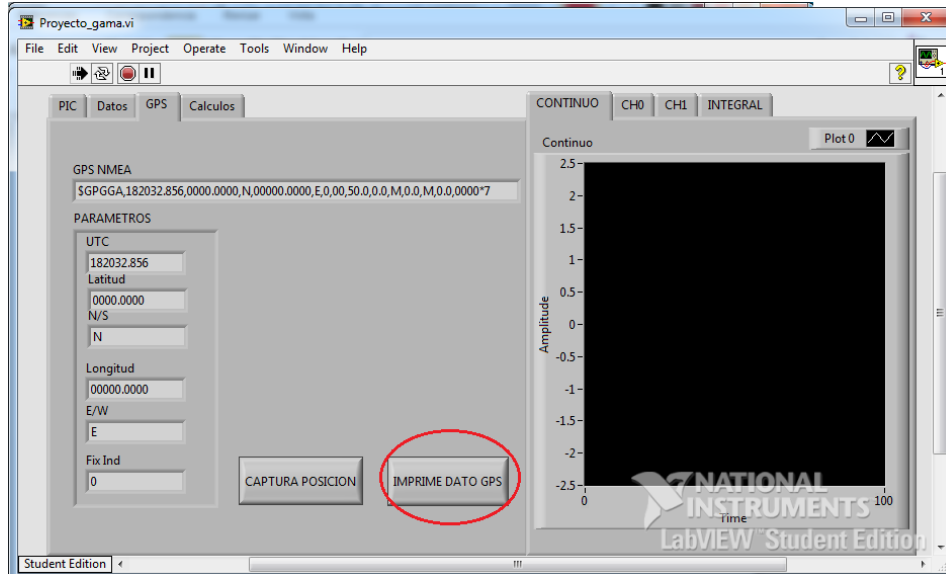 Proyecto_gama.vi
File Edit View Project Operate Tools Window Help
1
PIC Datos GPS Calculos
GPS NMEA
$GPGGA,182032.856,0000.0000,N,00000.0000,E,0,00,50.0,0.0,M,0.0,M,0.0,0000*7
PARAMETROS
UTC
182032.856
Latitud
0000.0000
N/S
N
Longitud
00000.0000
E/W
E
Fix Ind
0
CAPTURA POSICION
IMPRIME DATO GPS
CONTINUO CH0 CH1 INTEGRAL
Continuo
Plot 0
2.5
2
1.5
1
0.5
0
-0.5
-1
-1.5
-2
-2.5
Amplitude
0 100
Time
NATIONAL
INSTRUMENTS
LabVIEW Student Edition
Student Edition